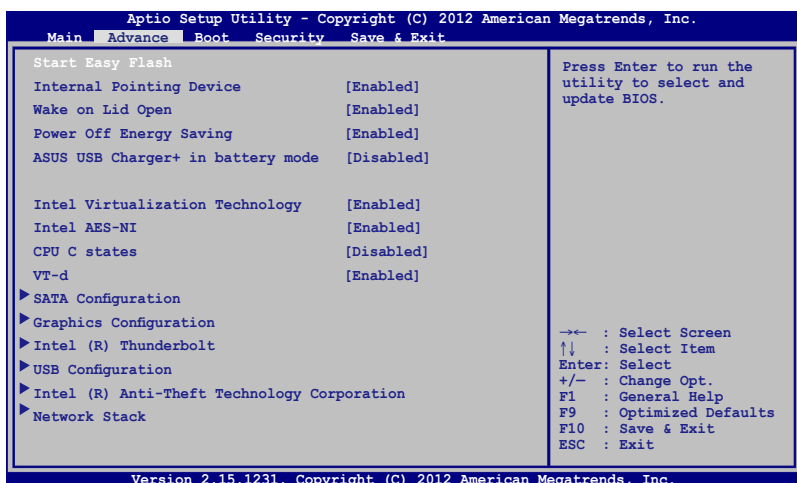 Aptio Setup Utility - Copyright (C) 2012 American Megatrends, Inc.
Main Advance Boot Security Save & Exit
Start Easy Flash
Internal Pointing Device [Enabled]
Wake on Lid Open [Enabled]
Power Off Energy Saving [Enabled]
ASUS USB Charger+ in battery mode [Disabled]
Intel Virtualization Technology [Enabled]
Intel AES-NI [Enabled]
CPU C states [Disabled]
VT-d [Enabled]
SATA Configuration
Graphics Configuration
Intel (R) Thunderbolt
USB Configuration
Intel (R) Anti-Theft Technology Corporation
Network Stack
Press Enter to run the
utility to select and
update BIOS.
→← : Select Screen
↑↓ : Select Item
Enter: Select
+/— : Change Opt.
F1 : General Help
F9 : Optimized Defaults
F10 : Save & Exit
ESC : Exit
Version 2.15.1231. Copyright (C) 2012 American Megatrends, Inc.